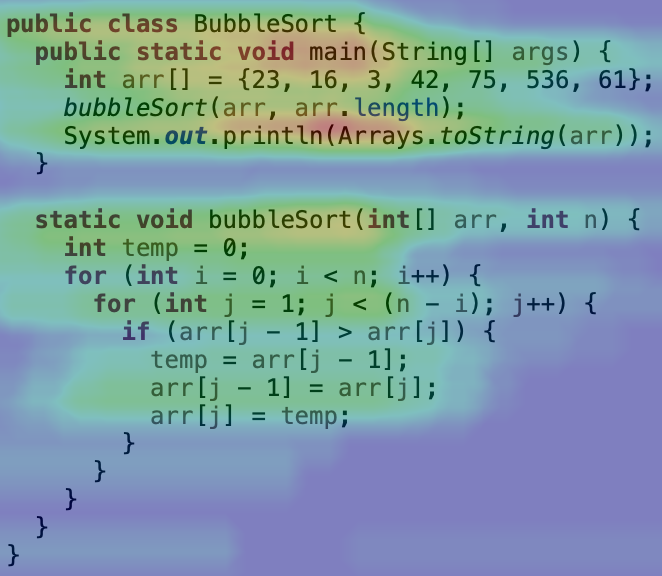 public class BubbleSort {
  public static void main(String[] args) {
    int arr[] = {23, 16, 3, 42, 75, 536, 61};
    bubbleSort(arr, arr.length);
    System.out.println(Arrays.toString(arr));
  }

  static void bubbleSort(int[] arr, int n) {
    int temp = 0;
    for (int i = 0; i < n; i++) {
      for (int j = 1; j < (n - i); j++) {
        if (arr[j - 1] > arr[j]) {
          temp = arr[j - 1];
          arr[j - 1] = arr[j];
          arr[j] = temp;
        }
      }
    }
  }
}